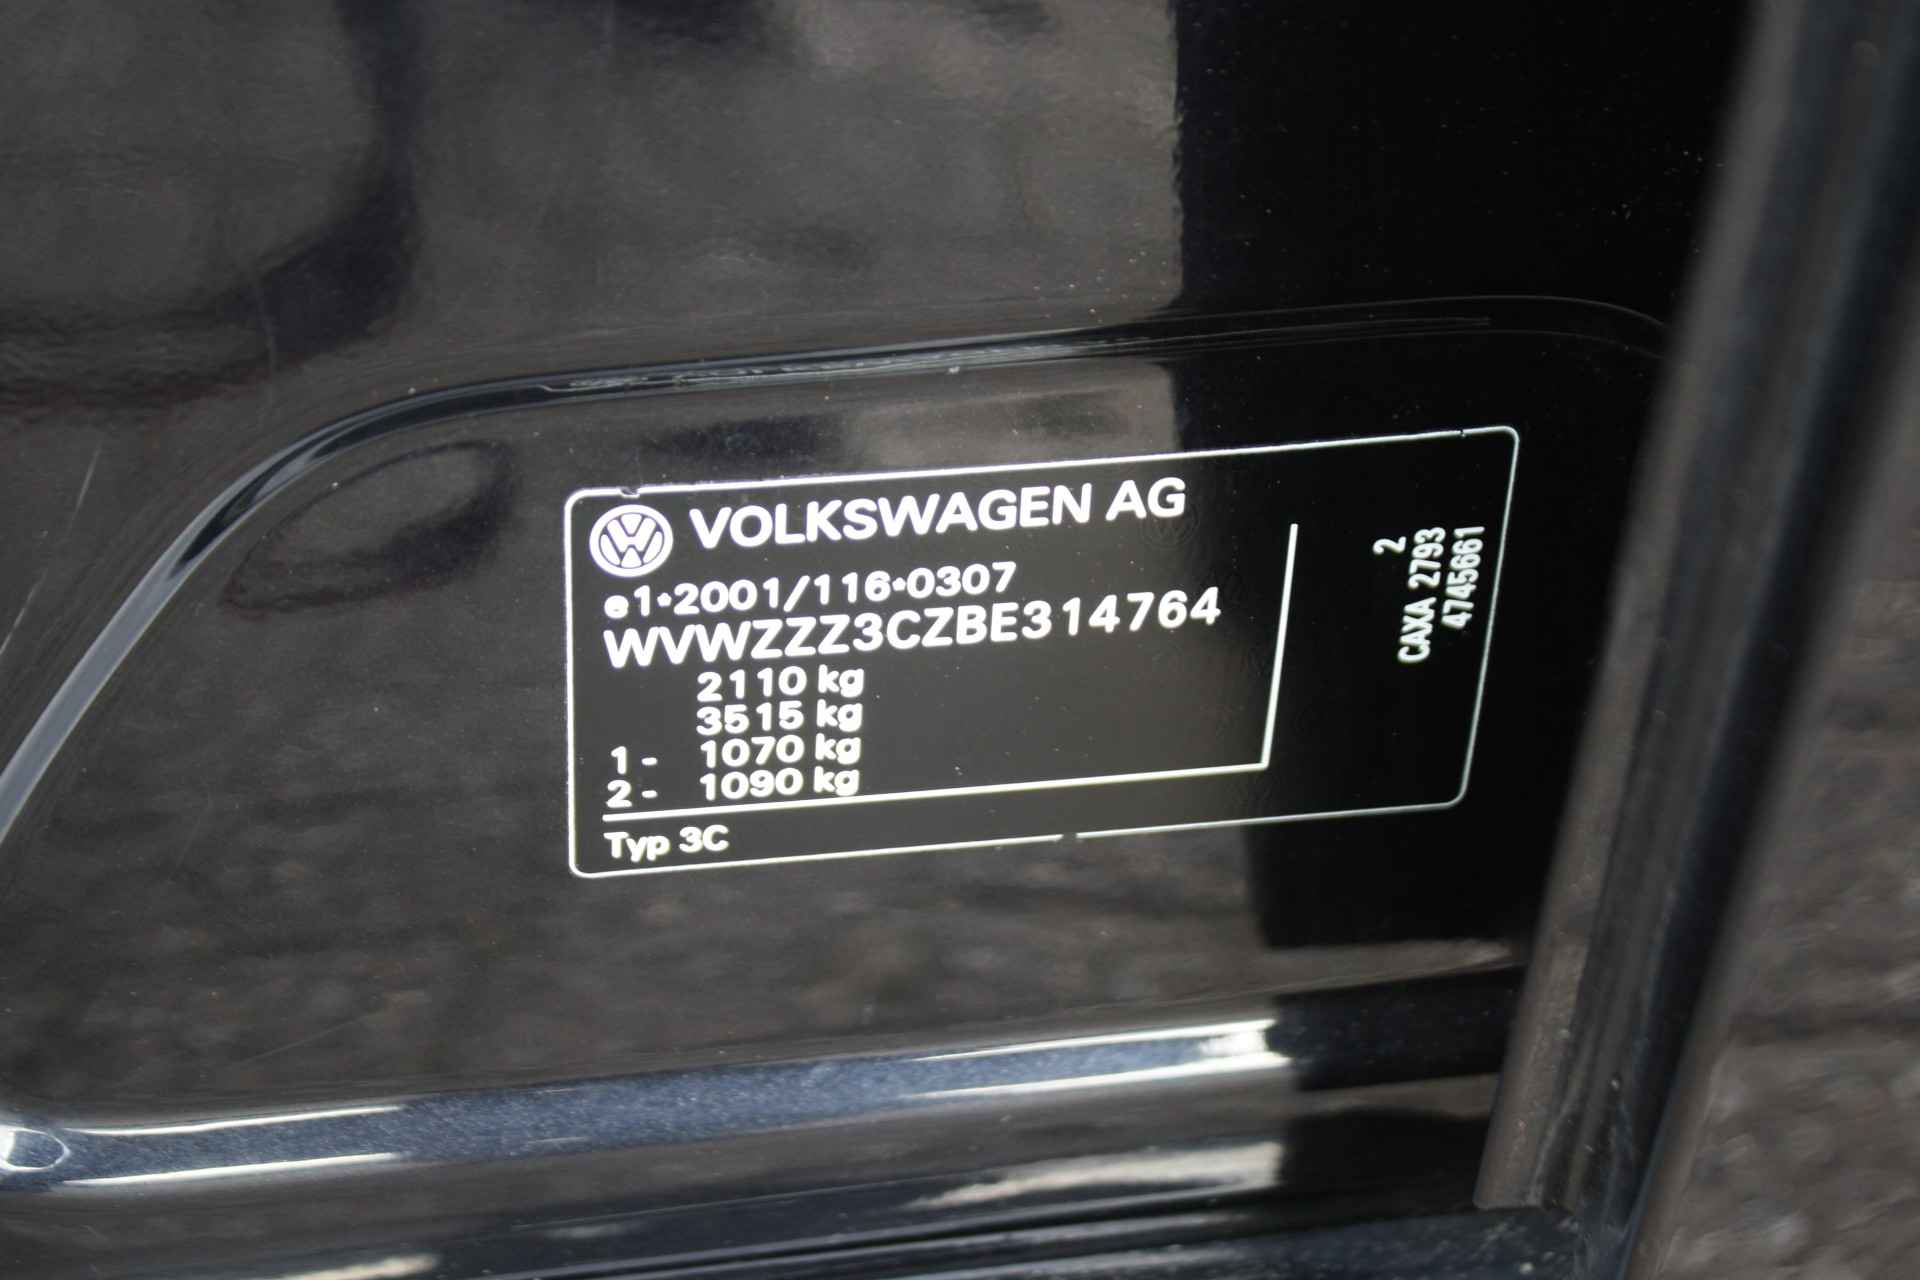 VOLKSWAGEN AG
e1*2001/116*0307
WVWZZZ3CZBE314764
2110 kg
3515 kg
1- 1070 kg
2- 1090 kg
Typ 3C
2
CAXA 2793
4745661